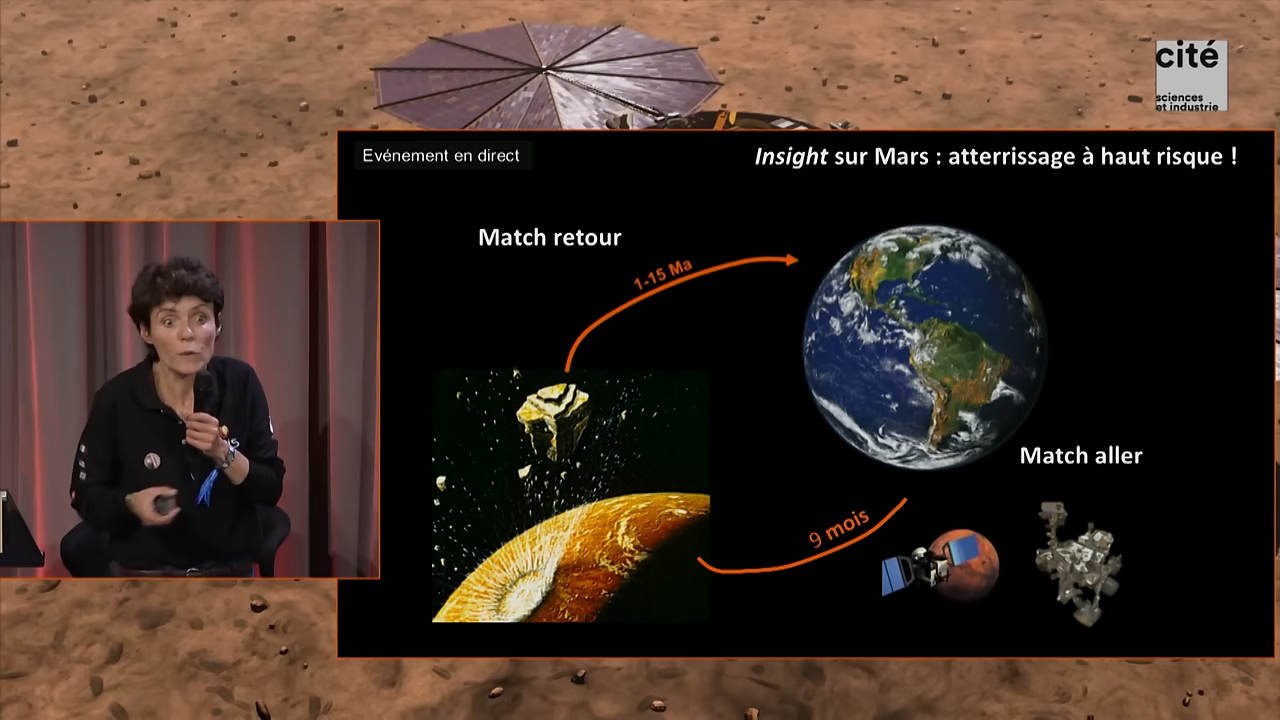 cité
sciences
et industrie
Evénement en direct
Insight sur Mars : atterrissage à haut risque !
Match retour
1-15 Ma
Match aller
9 mois